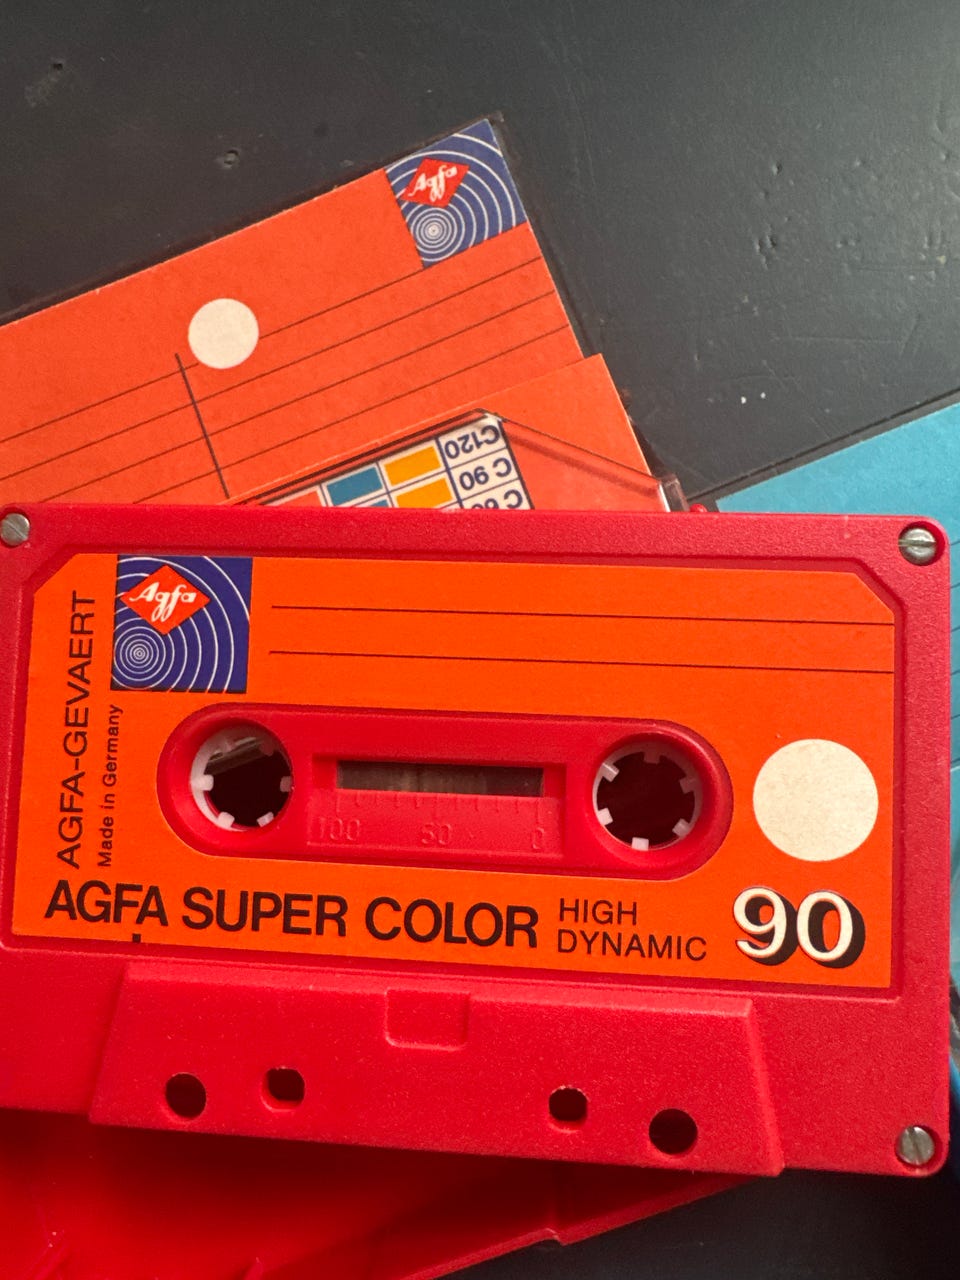 Agfa
C120
C 90
Agfa
AGFA-GEVAERT
Made in Germany
100 50 0
AGFA SUPER COLOR HIGH DYNAMIC 90